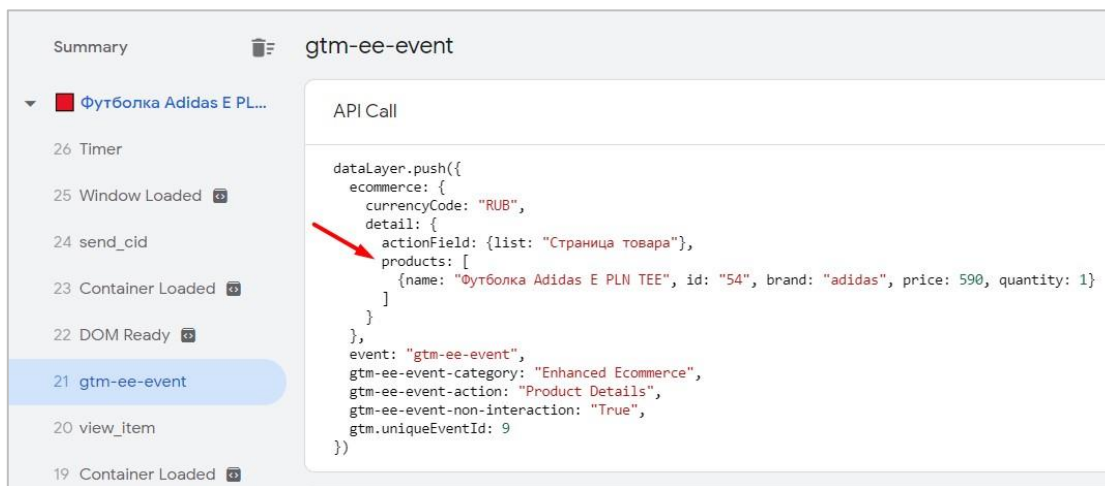 Summary
Футболка Adidas E PL...
26 Timer
25 Window Loaded
24 send_cid
23 Container Loaded
22 DOM Ready
21 gtm-ee-event
20 view_item
19 Container Loaded
gtm-ee-event
API Call
dataLayer.push({
  ecommerce: {
    currencyCode: "RUB",
    detail: {
      actionField: {list: "Страница товара"},
      products: [
        {name: "Футболка Adidas E PLN TEE", id: "54", brand: "adidas", price: 590, quantity: 1}
      ]
    }
  },
  event: "gtm-ee-event",
  gtm-ee-event-category: "Enhanced Ecommerce",
  gtm-ee-event-action: "Product Details",
  gtm-ee-event-non-interaction: "True",
  gtm.uniqueEventId: 9
})